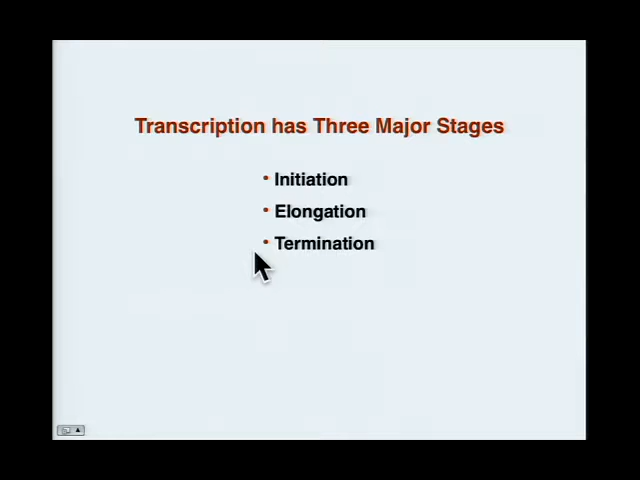 Transcription has Three Major Stages
• Initiation
• Elongation
• Termination